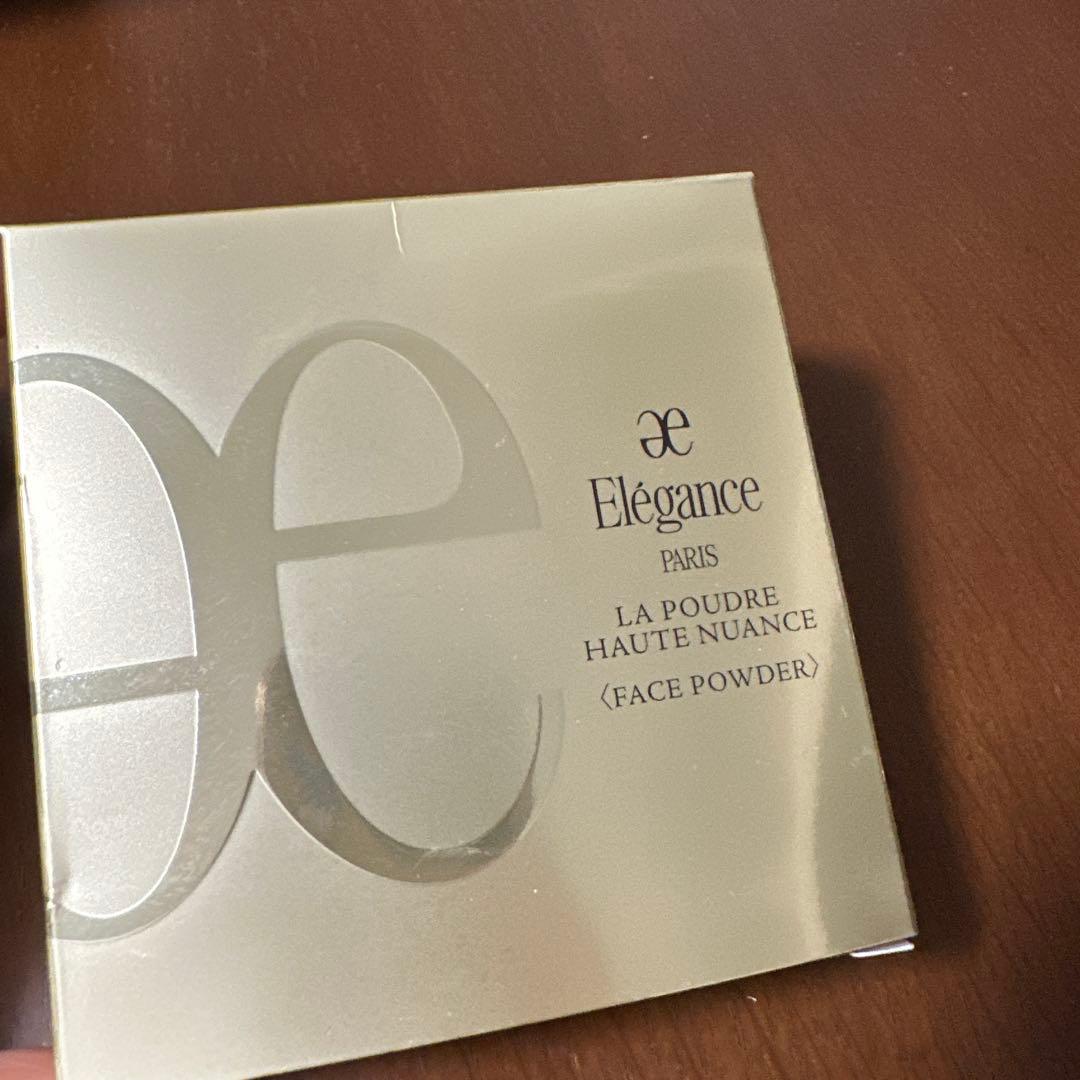 æ
Elégance
PARIS
LA POUDRE
HAUTE NUANCE
〈FACE POWDER〉